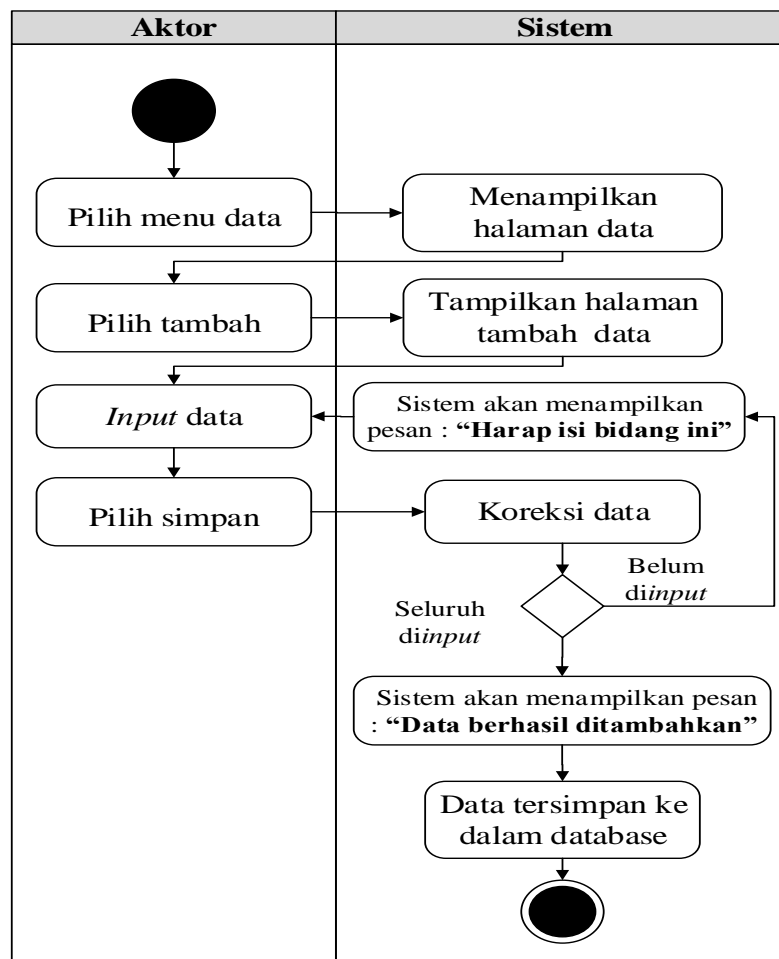 Aktor
Sistem
Pilih menu data
Menampilkan
halaman data
Pilih tambah
Tampilkan halaman
tambah data
Input data
Sistem akan menampilkan
pesan : “Harap isi bidang ini”
Pilih simpan
Koreksi data
Belum
diinput
Seluruh
diinput
Sistem akan menampilkan pesan
: “Data berhasil ditambahkan”
Data tersimpan ke
dalam database